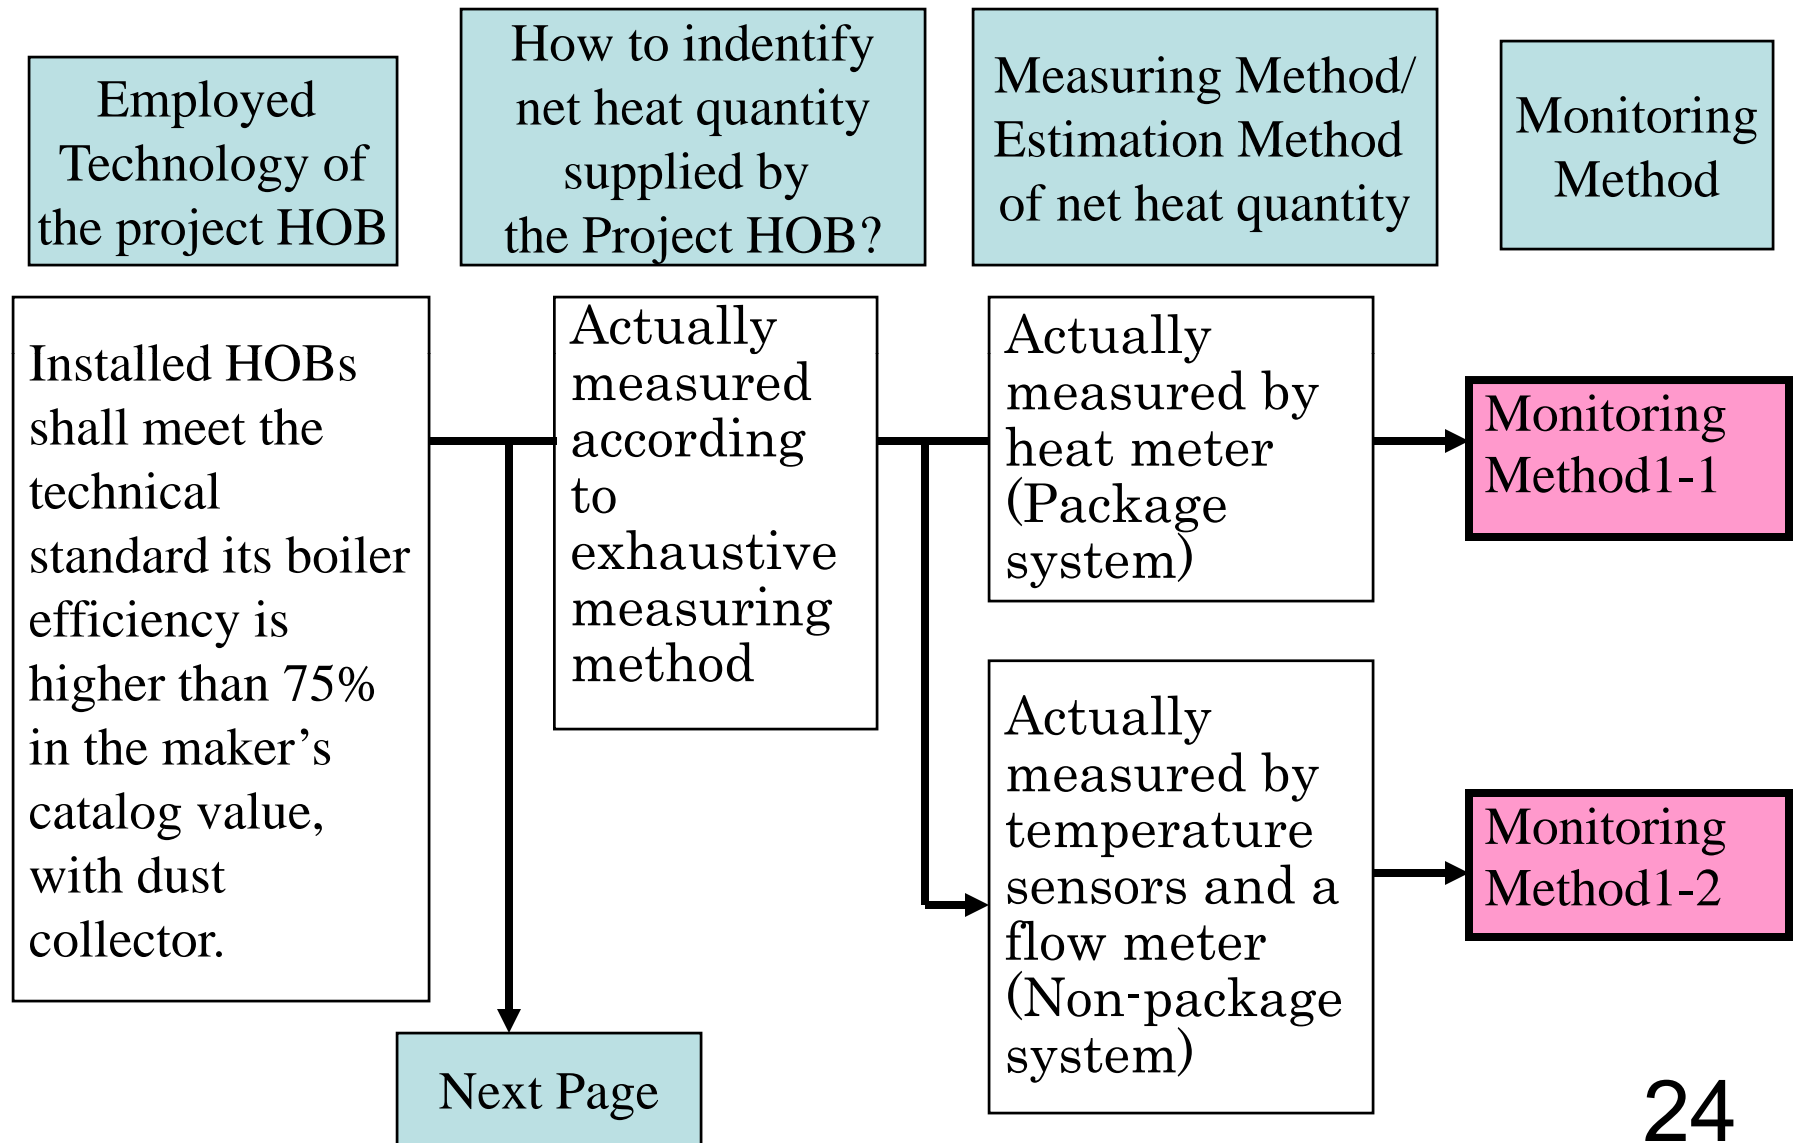 Employed
Technology of
the project HOB
How to indentify
net heat quantity
supplied by
the Project HOB?
Measuring Method/
Estimation Method
of net heat quantity
Monitoring
Method
Installed HOBs
shall meet the
technical
standard its boiler
efficiency is
higher than 75%
in the maker’s
catalog value,
with dust
collector.
Actually
measured
according
to
exhaustive
measuring
method
Actually
measured by
heat meter
(Package
system)
Monitoring
Method1-1
Actually
measured by
temperature
sensors and a
flow meter
(Non-package
system)
Monitoring
Method1-2
Next Page
24